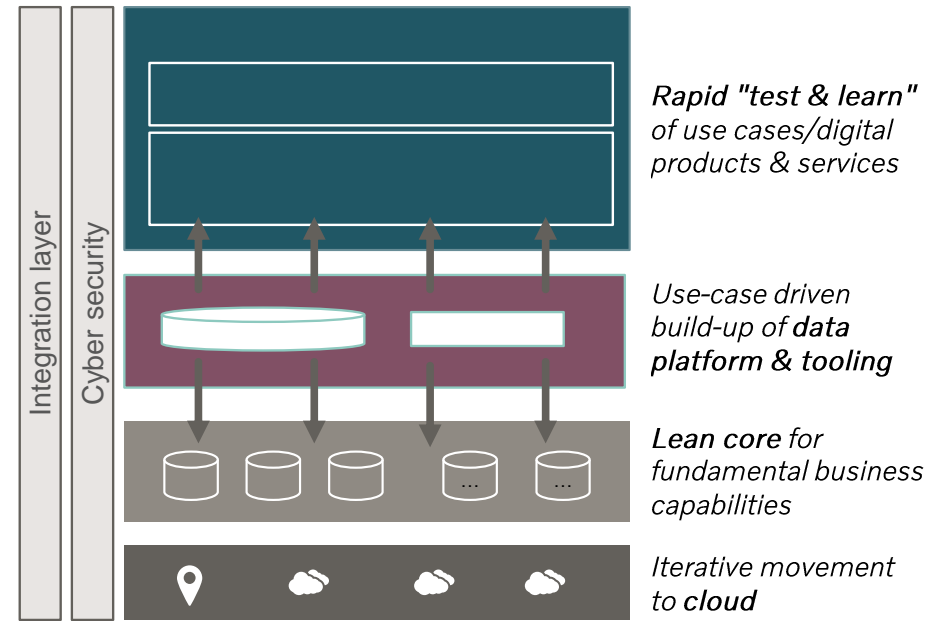 Integration layer
Cyber security
Rapid "test & learn"
of use cases/digital
products & services
Use-case driven
build-up of data
platform & tooling
Lean core for
fundamental business
capabilities
...
...
Iterative movement
to cloud